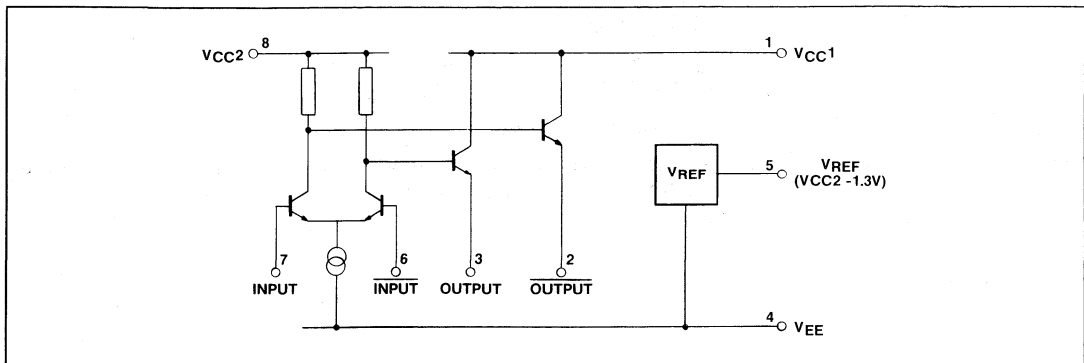 8
VCC2
1
VCC1
VREF
5
VREF
(VCC2 -1.3V)
7
6
3
2
INPUT
INPUT
OUTPUT
OUTPUT
4
VEE